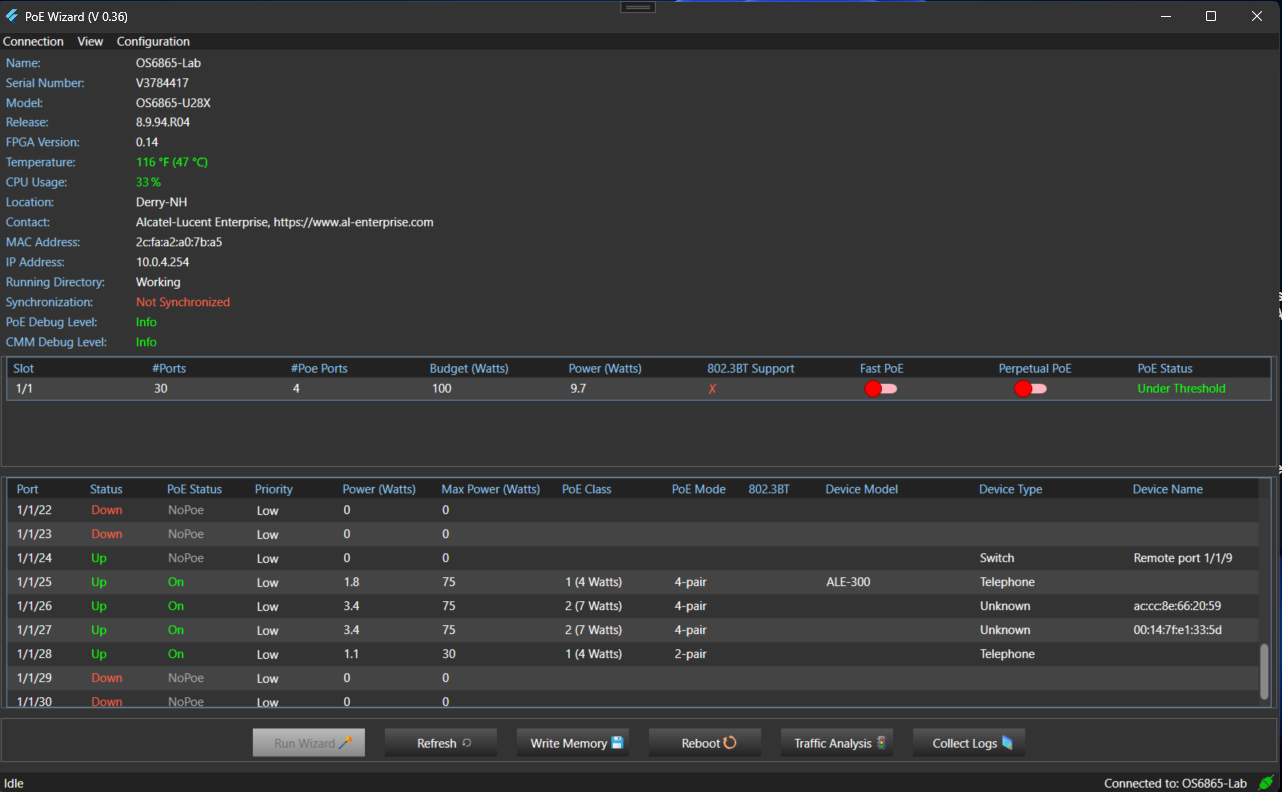 PoE Wizard (V 0.36)
Connection View Configuration
Name: OS6865-Lab
Serial Number: V3784417
Model: OS6865-U28X
Release: 8.9.94.R04
FPGA Version: 0.14
Temperature: 116 °F (47 °C)
CPU Usage: 33 %
Location: Derry-NH
Contact: Alcatel-Lucent Enterprise, https://www.al-enterprise.com
MAC Address: 2c:fa:a2:a0:7b:a5
IP Address: 10.0.4.254
Running Directory: Working
Synchronization: Not Synchronized
PoE Debug Level: Info
CMM Debug Level: Info
Slot #Ports #Poe Ports Budget (Watts) Power (Watts) 802.3BT Support Fast PoE Perpetual PoE PoE Status
1/1 30 4 100 9.7 X Under Threshold
Port Status PoE Status Priority Power (Watts) Max Power (Watts) PoE Class PoE Mode 802.3BT Device Model Device Type Device Name
1/1/22 Down NoPoe Low 0 0
1/1/23 Down NoPoe Low 0 0
1/1/24 Up NoPoe Low 0 0 Switch Remote port 1/1/9
1/1/25 Up On Low 1.8 75 1 (4 Watts) 4-pair ALE-300 Telephone
1/1/26 Up On Low 3.4 75 2 (7 Watts) 4-pair Unknown ac:cc:8e:66:20:59
1/1/27 Up On Low 3.4 75 2 (7 Watts) 4-pair Unknown 00:14:7f:e1:33:5d
1/1/28 Up On Low 1.1 30 1 (4 Watts) 2-pair Telephone
1/1/29 Down NoPoe Low 0 0
1/1/30 Down NoPoe Low 0 0
Run Wizard Refresh Write Memory Reboot Traffic Analysis Collect Logs
Idle Connected to: OS6865-Lab